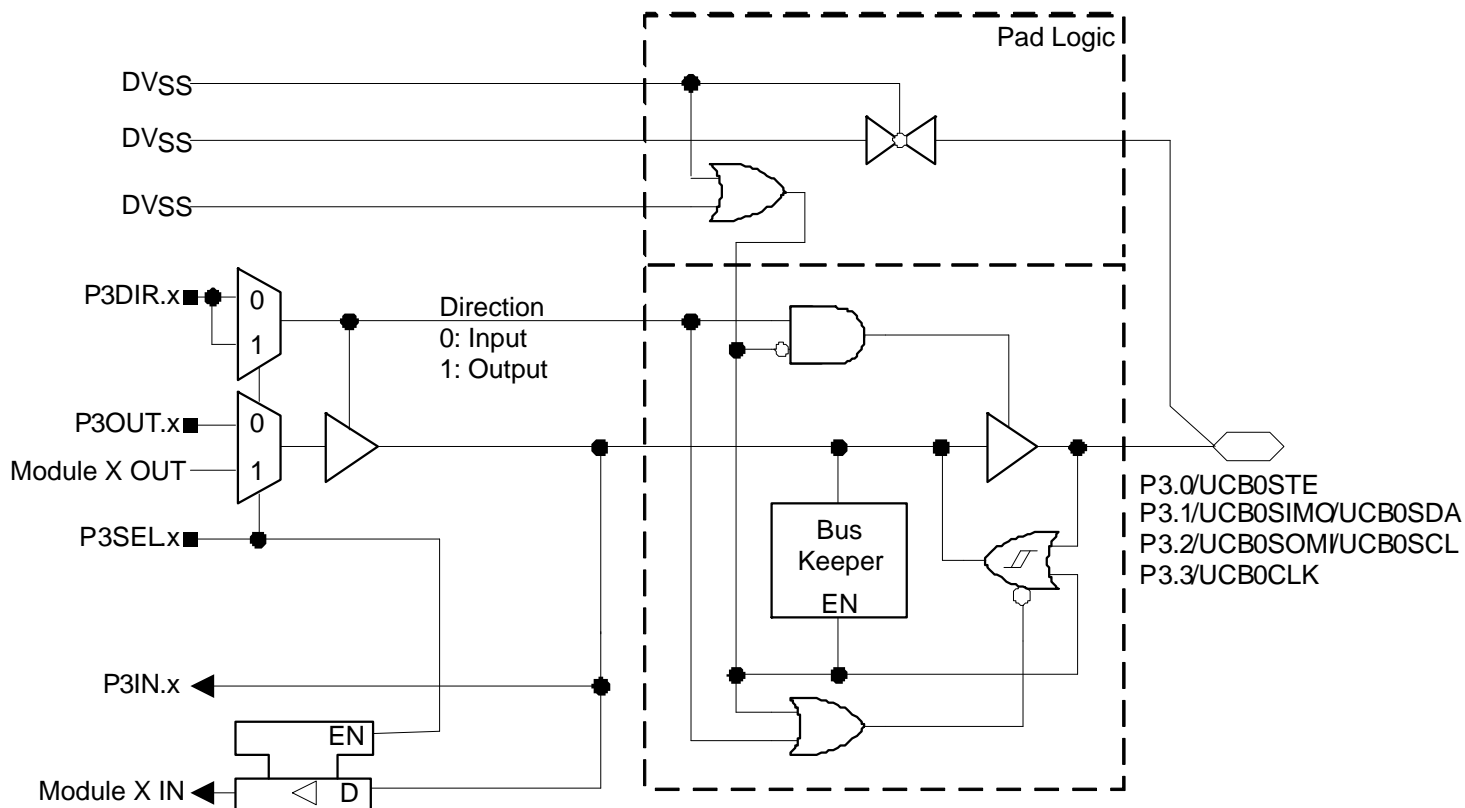 Pad Logic
DVSS
DVSS
DVSS
P3DIR.x
0
1
Direction
0: Input
1: Output
P3OUT.x
0
Module X OUT
1
P3SEL.x
P3.0/UCB0STE
P3.1/UCB0SIMO/UCB0SDA
P3.2/UCB0SOMI/UCB0SCL
P3.3/UCB0CLK
Bus
Keeper
EN
P3IN.x
EN
Module X IN
D